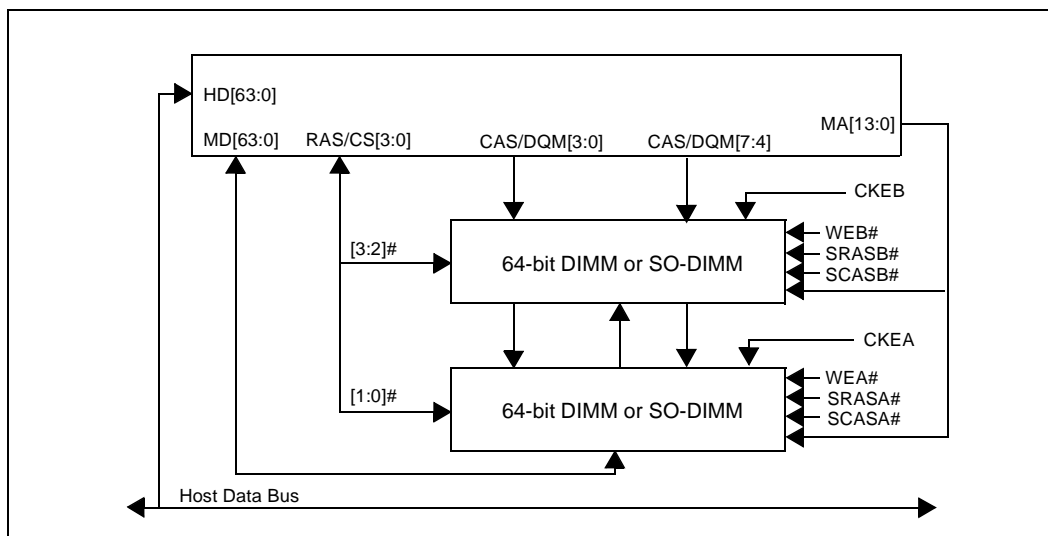 HD[63:0]
MA[13:0]
MD[63:0] RAS/CS[3:0] CAS/DQM[3:0] CAS/DQM[7:4]
CKEB
WEB#
[3:2]#
SRASB#
64-bit DIMM or SO-DIMM
SCASB#
CKEA
WEA#
[1:0]#
SRASA#
64-bit DIMM or SO-DIMM
SCASA#
Host Data Bus